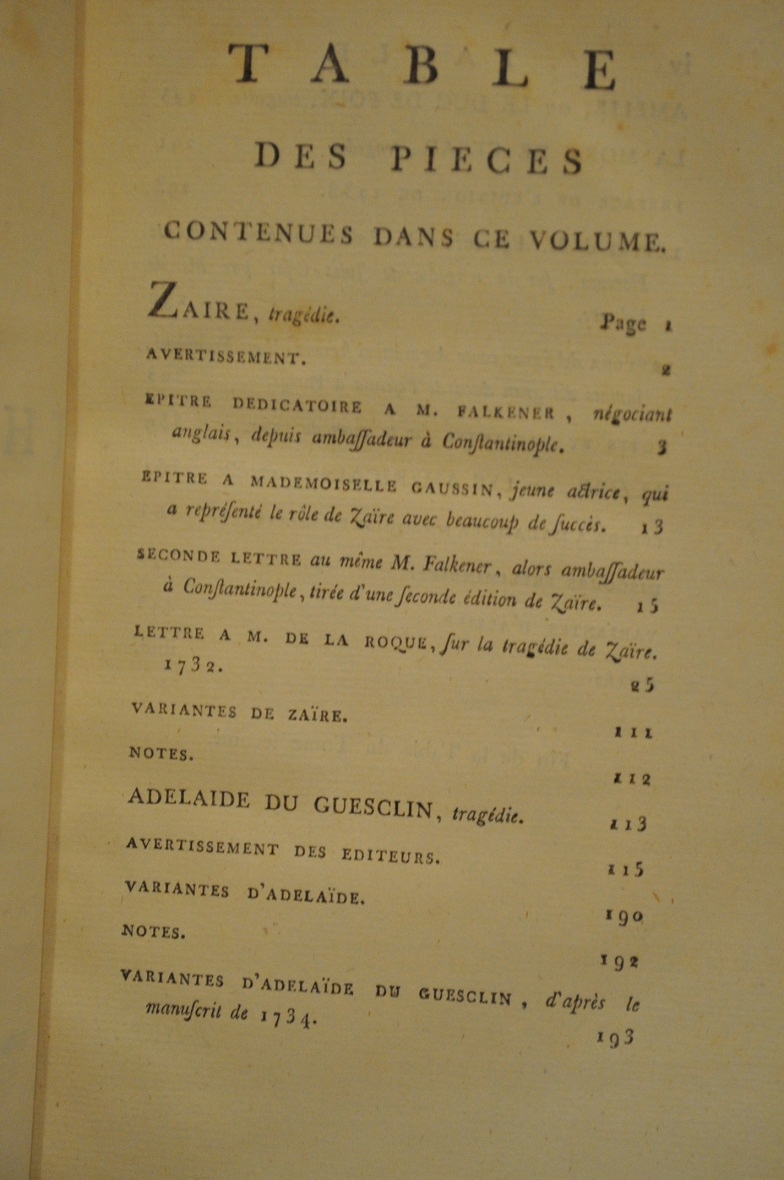 TABLE
DES PIECES
CONTENUES DANS CE VOLUME.
ZAIRE, tragédie. Page 1
AVERTISSEMENT. 2
EPITRE DEDICATOIRE A M. FALKENER, négociant
anglais, depuis ambaſſadeur à Conſtantinople. 3
EPITRE A MADEMOISELLE GAUSSIN, jeune actrice, qui
a repréſenté le rôle de Zaïre avec beaucoup de ſuccès. 13
SECONDE LETTRE au même M. Falkener, alors ambaſſadeur
à Conſtantinople, tirée d'une ſeconde édition de Zaïre. 15
LETTRE A M. DE LA ROQUE, ſur la tragédie de Zaïre.
1732. 25
VARIANTES DE ZAÏRE. 111
NOTES. 112
ADELAIDE DU GUESCLIN, tragédie. 113
AVERTISSEMENT DES EDITEURS. 115
VARIANTES D'ADELAÏDE. 190
NOTES. 192
VARIANTES D'ADELAÏDE DU GUESCLIN, d'après le
manuſcrit de 1734. 193